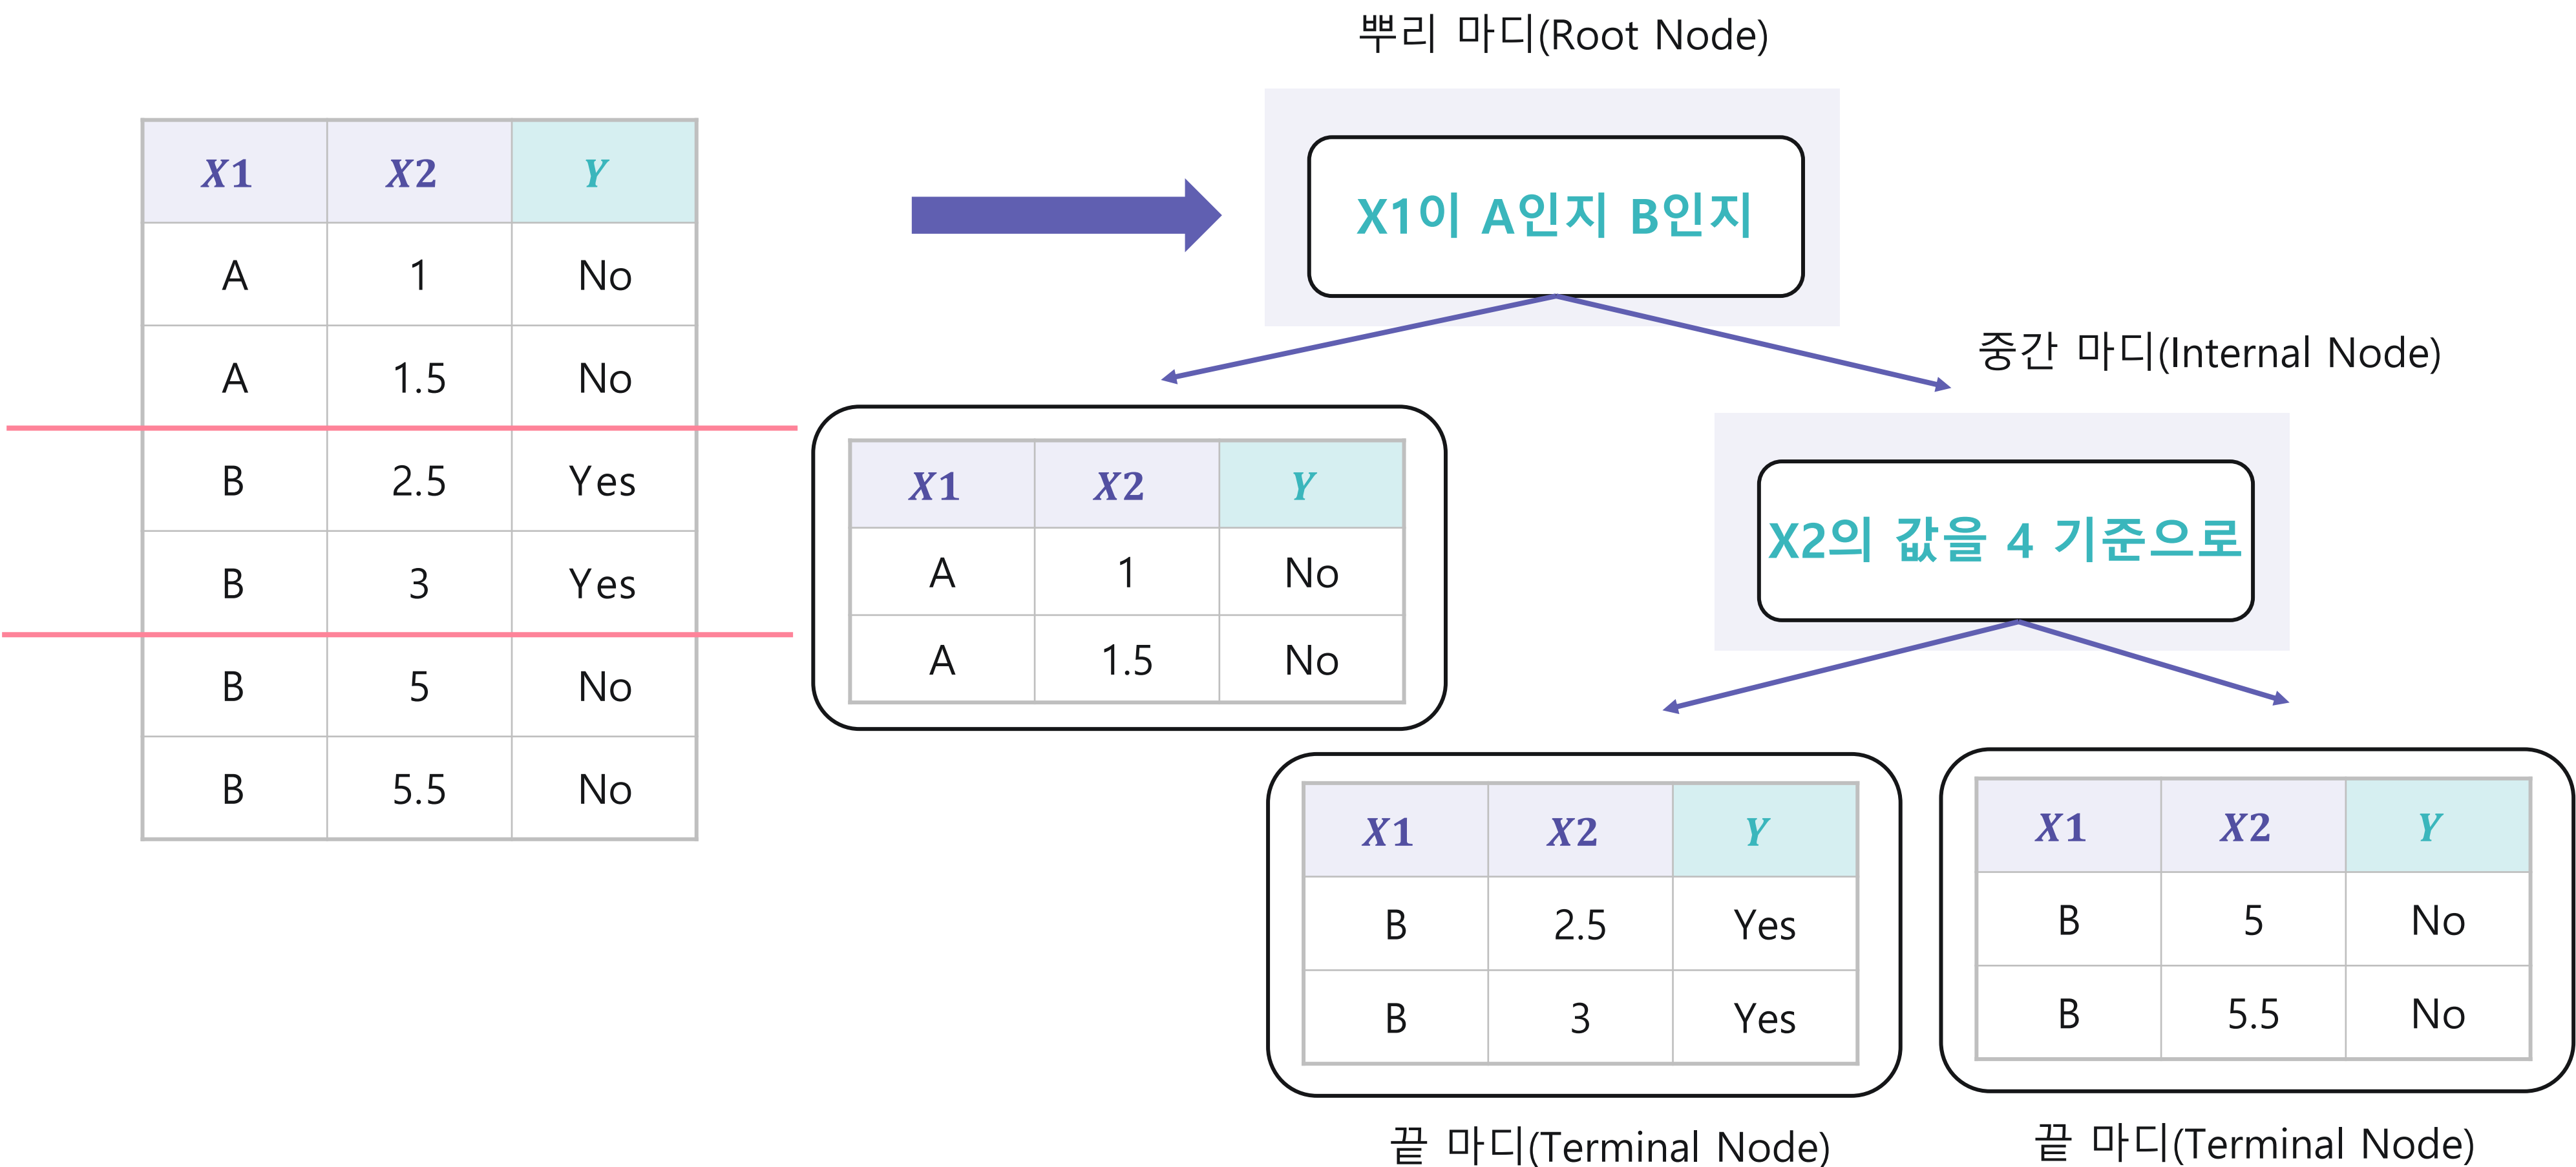 뿌리 마디(Root Node)
X1 X2 Y
A 1 No
A 1.5 No
B 2.5 Yes
B 3 Yes
B 5 No
B 5.5 No
X1이 A인지 B인지
중간 마디(Internal Node)
X1 X2 Y
A 1 No
A 1.5 No
X2의 값을 4 기준으로
X1 X2 Y
B 2.5 Yes
B 3 Yes
끝 마디(Terminal Node)
X1 X2 Y
B 5 No
B 5.5 No
끝 마디(Terminal Node)